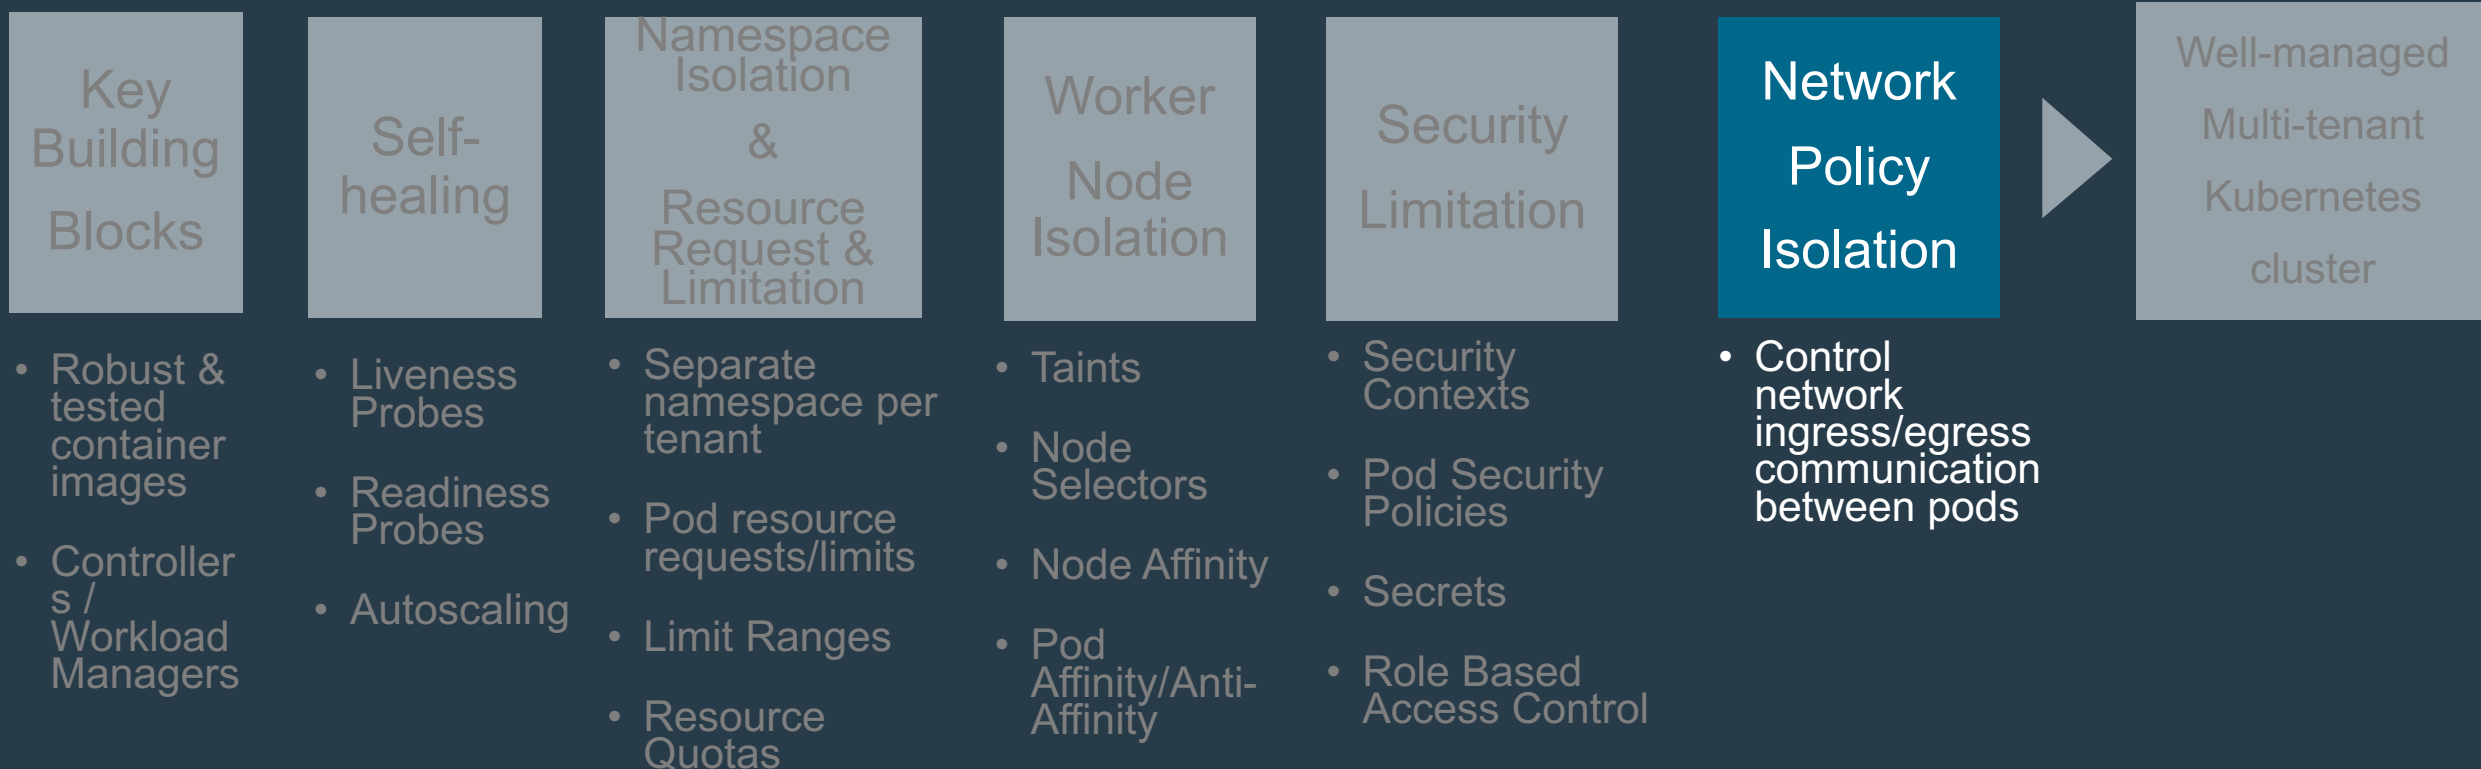 Key
Building
Blocks
• Robust &
tested
container
images
• Controller
s /
Workload
Managers
Self-
healing
• Liveness
Probes
• Readiness
Probes
• Autoscaling
Namespace
Isolation
&
Resource
Request &
Limitation
• Separate
namespace per
tenant
• Pod resource
requests/limits
• Limit Ranges
• Resource
Quotas
Worker
Node
Isolation
• Taints
• Node
Selectors
• Node Affinity
• Pod
Affinity/Anti-
Affinity
Security
Limitation
• Security
Contexts
• Pod Security
Policies
• Secrets
• Role Based
Access Control
Network
Policy
Isolation
• Control
network
ingress/egress
communication
between pods
Well-managed
Multi-tenant
Kubernetes
cluster